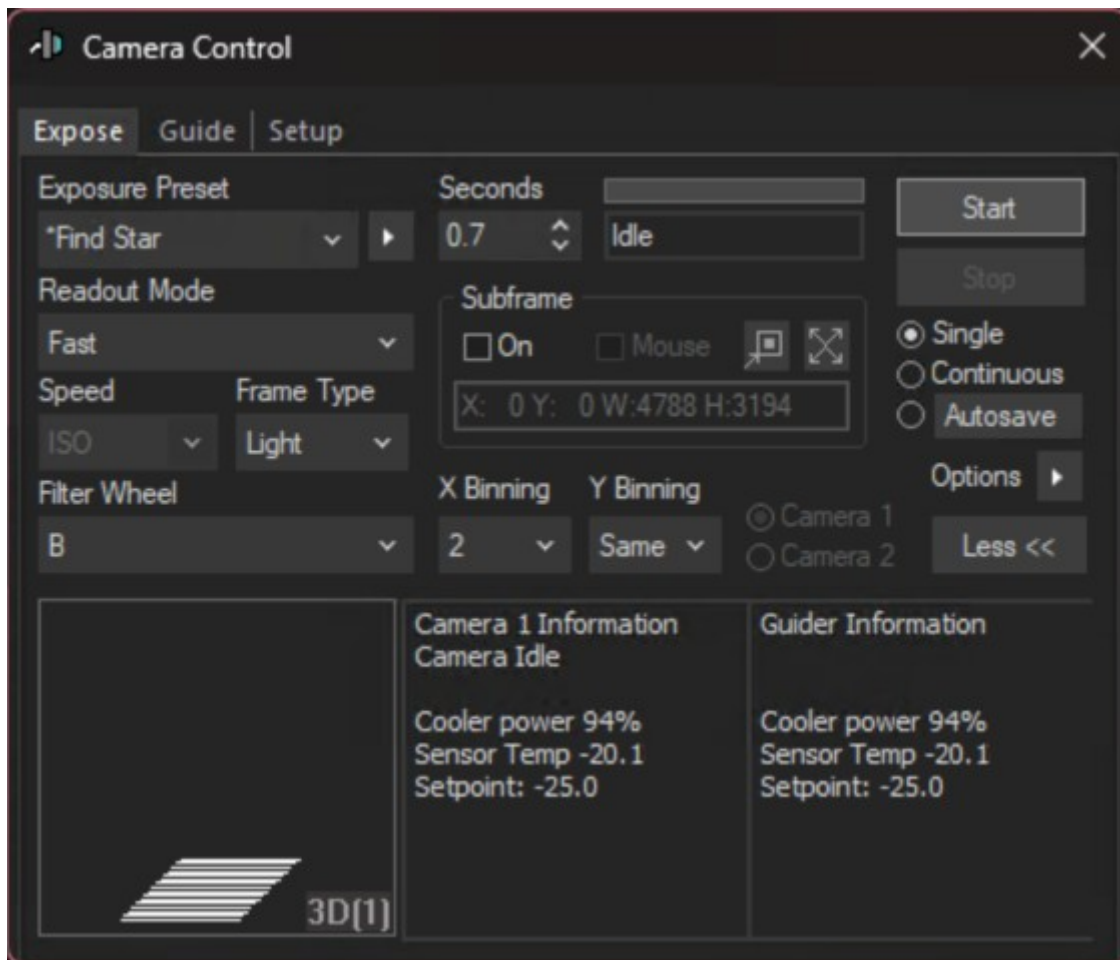 Camera Control
Expose Guide Setup
Exposure Preset
*Find Star
Seconds
0.7
Idle
Start
Stop
Readout Mode
Fast
Subframe
On Mouse
X: 0 Y: 0 W:4788 H:3194
Single
Continuous
Autosave
Speed Frame Type
ISO Light
Options
Filter Wheel
B
X Binning Y Binning
2 Same
Camera 1
Camera 2
Less <<
3D(1)
Camera 1 Information
Camera Idle
Cooler power 94%
Sensor Temp -20.1
Setpoint: -25.0
Guider Information
Cooler power 94%
Sensor Temp -20.1
Setpoint: -25.0